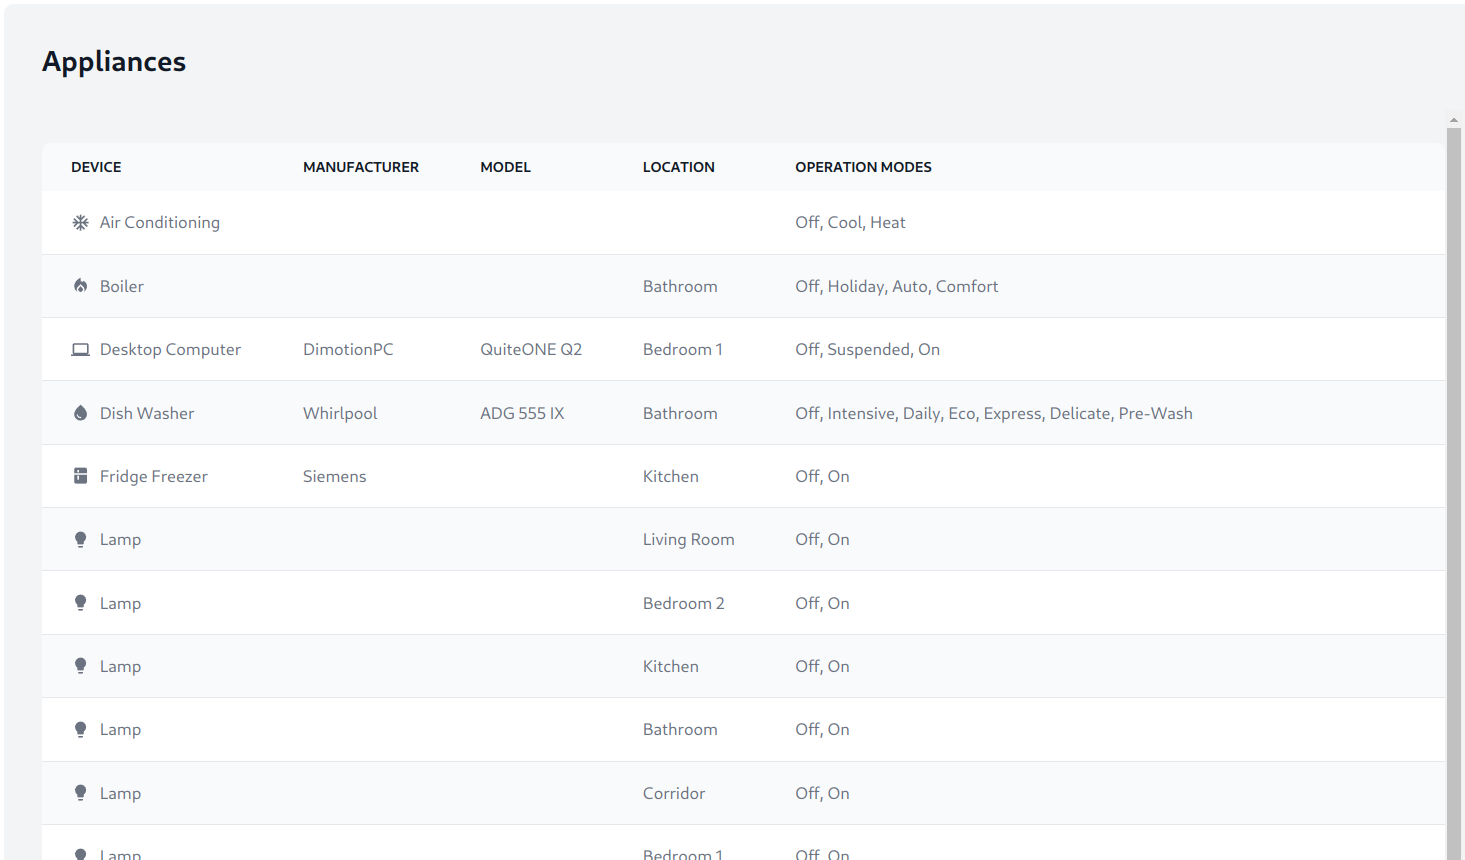 Appliances
DEVICE MANUFACTURER MODEL LOCATION OPERATION MODES
Air Conditioning Off, Cool, Heat
Boiler Bathroom Off, Holiday, Auto, Comfort
Desktop Computer DimotionPC QuiteONE Q2 Bedroom 1 Off, Suspended, On
Dish Washer Whirlpool ADG 555 IX Bathroom Off, Intensive, Daily, Eco, Express, Delicate, Pre-Wash
Fridge Freezer Siemens Kitchen Off, On
Lamp Living Room Off, On
Lamp Bedroom 2 Off, On
Lamp Kitchen Off, On
Lamp Bathroom Off, On
Lamp Corridor Off, On
Lamp Bedroom 1 Off, On